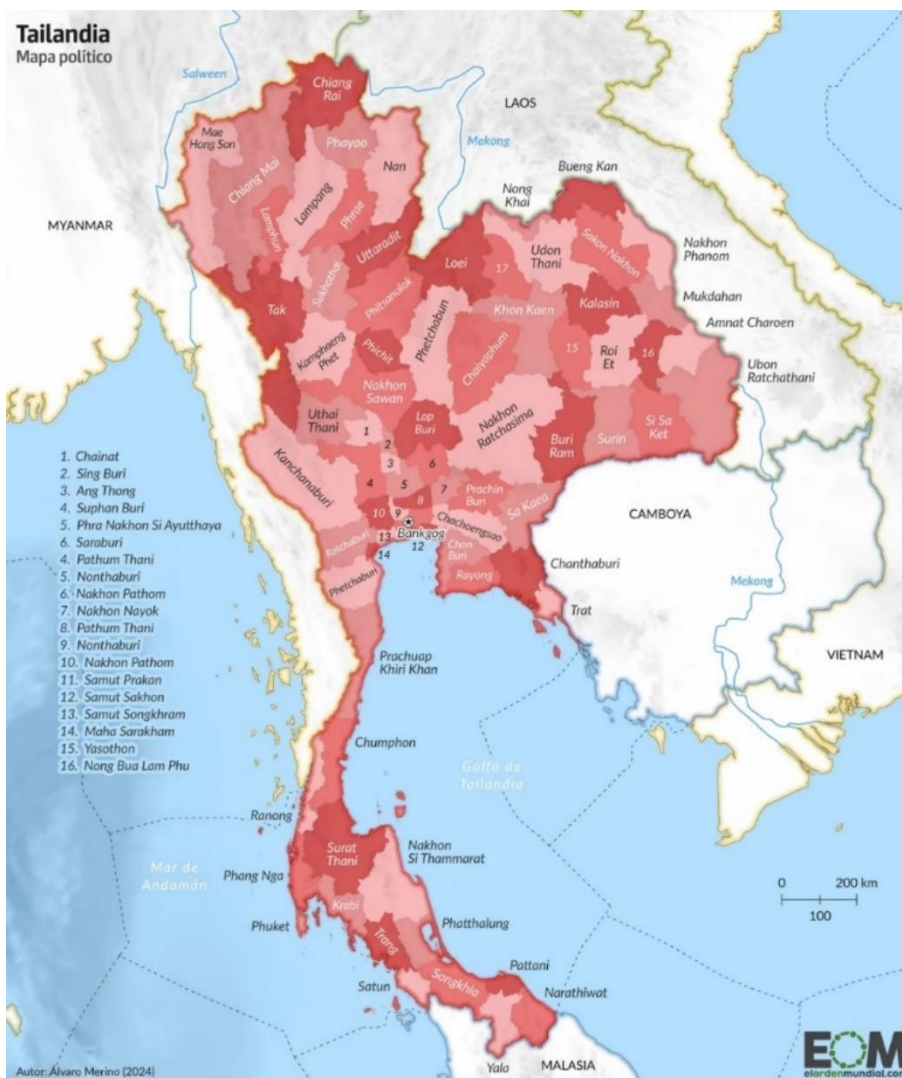 Tailandia
Mapa político
Salween
Chiang
Rai
LAOS
Mae
Hong Son
Phayao
Nan
Mekong
Chiang Mai
Lampang
Bueng Kan
Nong
Khai
MYANMAR
Lamphun
Phrae
Uttaradit
Loei
17
Udon
Thani
Sakon Nakhon
Nakhon
Phanom
Sukhothai
Tak
Phitsanulok
Phetchabun
Khon Kaen
Kalasin
Mukdahan
Amnat Charoen
Kamphaeng
Phet
Phichit
Chaiyaphum
15
Roi
Et
16
Ubon
Ratchathani
Nakhon
Sawan
Uthai
Thani
1
Lop
Buri
Nakhon
Ratchasima
Buri
Ram
Surin
Si Sa
Ket
2
3
Kanchanaburi
4
5
6
7
Prachin
Buri
Sa Kaeo
8
9
10
Bankgog
Chachoengsao
CAMBOYA
Ratchaburi
13
12
14
Chon
Buri
Rayong
Chanthaburi
Phetchaburi
Trat
Mekong
1. Chainat
2. Sing Buri
3. Ang Thong
4. Suphan Buri
5. Phra Nakhon Si Ayutthaya
6. Saraburi
4. Pathum Thani
5. Nonthaburi
6. Nakhon Pathom
7. Nakhon Nayok
8. Pathum Thani
9. Nonthaburi
10. Nakhon Pathom
11. Samut Prakan
12. Samut Sakhon
13. Samut Songkhram
14. Maha Sarakham
15. Yasothon
16. Nong Bua Lam Phu
Prachuap
Khiri Khan
VIETNAM
Chumphon
Golfo de
Tailandia
Ranong
Mar de
Andamán
Surat
Thani
Nakhon
Si Thammarat
Phang Nga
Krabi
Phuket
Trang
Phatthalung
0 200 km
100
Satun
Songkhla
Pattani
Narathiwat
Yala
MALASIA
Autor: Álvaro Merino (2024)
EOM
elordenmundial.com